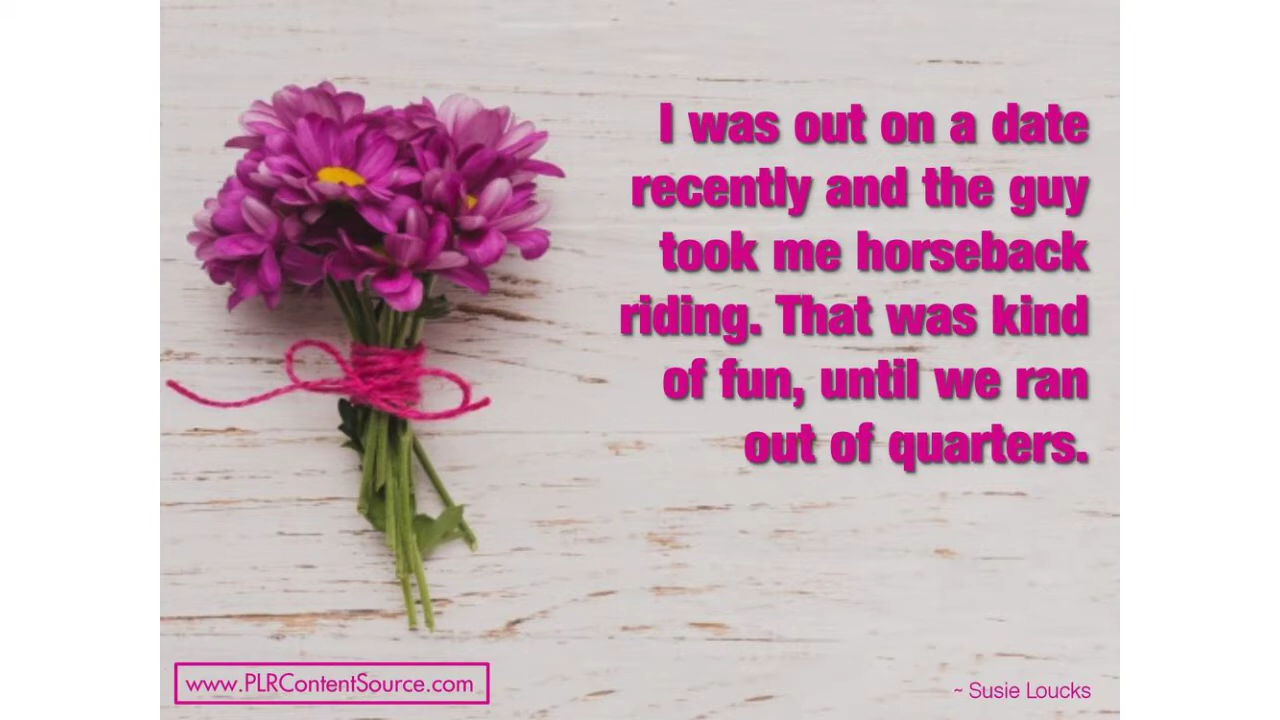 I was out on a date
recently and the guy
took me horseback
riding. That was kind
of fun, until we ran
out of quarters.
www.PLRContentSource.com
~ Susie Loucks